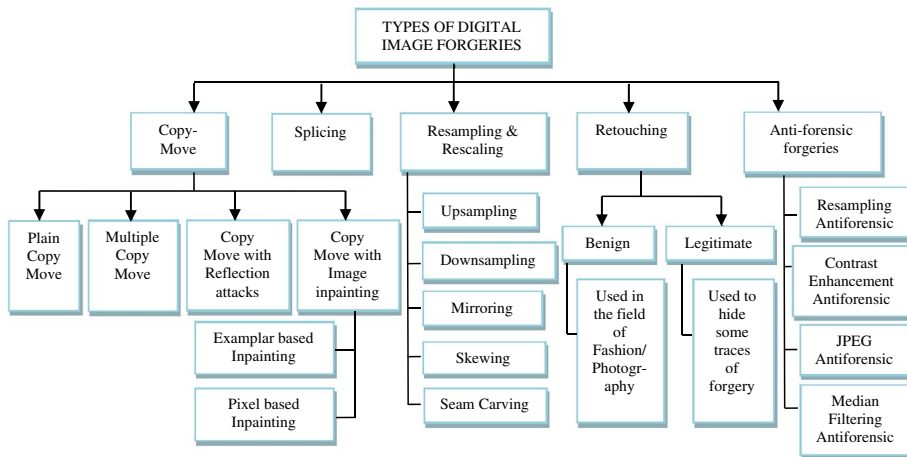 TYPES OF DIGITAL
IMAGE FORGERIES
Copy-
Move
Splicing
Resampling &
Rescaling
Retouching
Anti-forensic
forgeries
Plain
Copy
Move
Multiple
Copy
Move
Copy
Move with
Reflection
attacks
Copy
Move with
Image
inpainting
Examplar based
Inpainting
Pixel based
Inpainting
Upsampling
Downsampling
Mirroring
Skewing
Seam Carving
Benign
Legitimate
Used in
the field
of
Fashion/
Photogr-
aphy
Used to
hide
some
traces
of
forgery
Resampling
Antiforensic
Contrast
Enhancement
Antiforensic
JPEG
Antiforensic
Median
Filtering
Antiforensic